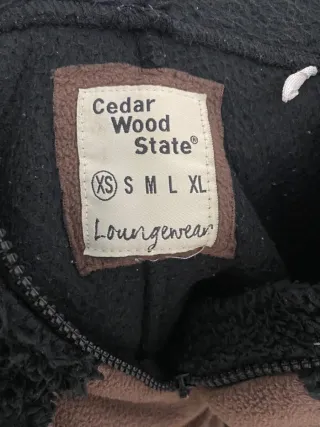 Cedar
Wood
State®
XS S M L XL
Loungewear